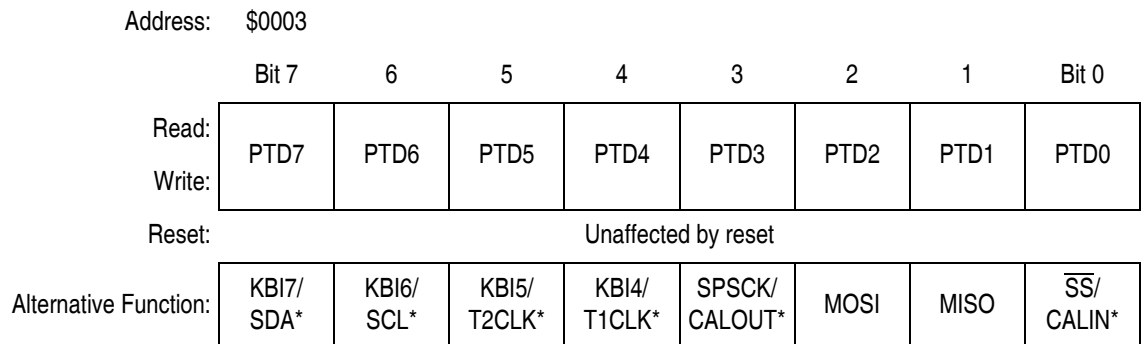 Address: $0003
Bit 7 6 5 4 3 2 1 Bit 0
Read:
PTD7 PTD6 PTD5 PTD4 PTD3 PTD2 PTD1 PTD0
Write:
Reset: Unaffected by reset
KBI7/ KBI6/ KBI5/ KBI4/ SPSCK/ SS/
Alternative Function: MOSI MISO
SDA* SCL* T2CLK* T1CLK* CALOUT* CALIN*